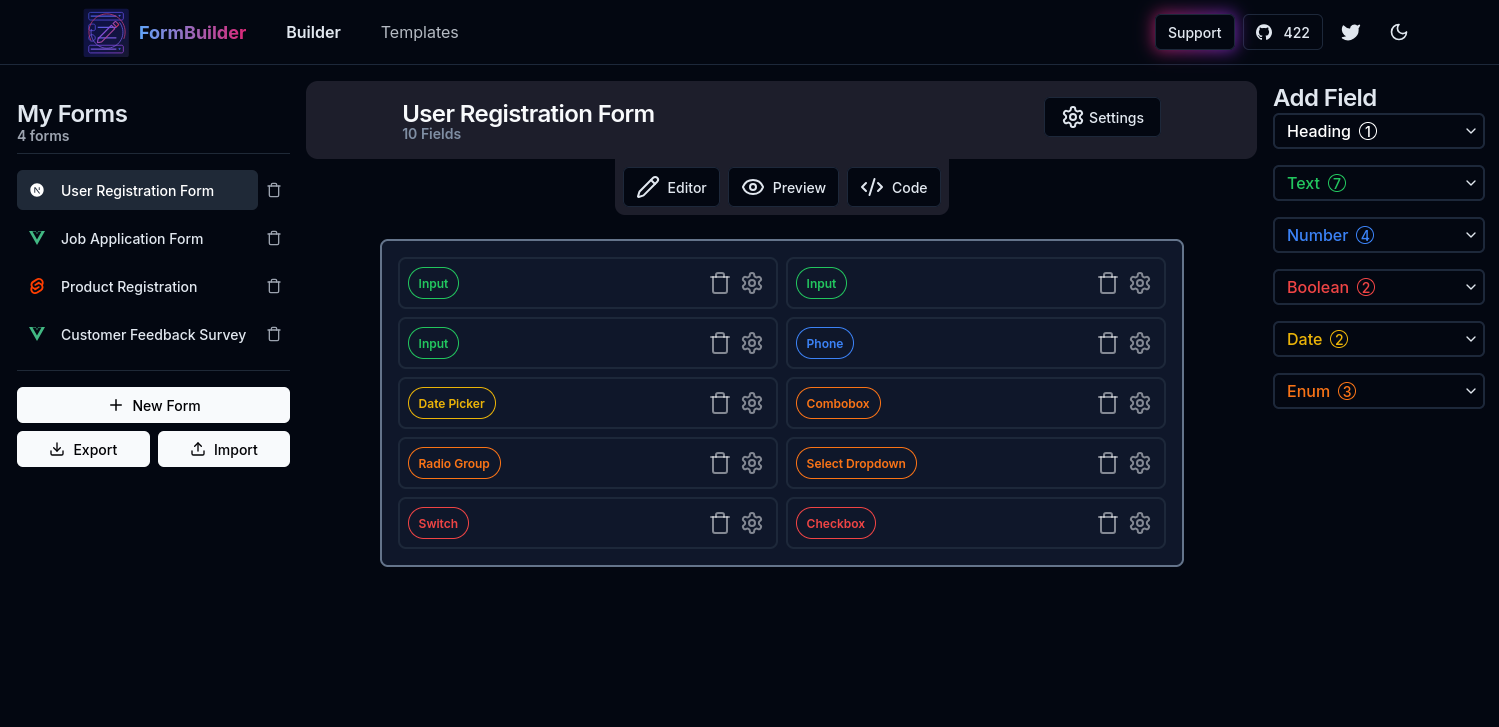 FormBuilder
Builder
Templates
Support
422
My Forms
4 forms
User Registration Form
Job Application Form
Product Registration
Customer Feedback Survey
New Form
Export
Import
User Registration Form
10 Fields
Settings
Editor
Preview
Code
Input
Input
Input
Phone
Date Picker
Combobox
Radio Group
Select Dropdown
Switch
Checkbox
Add Field
Heading 1
Text 7
Number 4
Boolean 2
Date 2
Enum 3